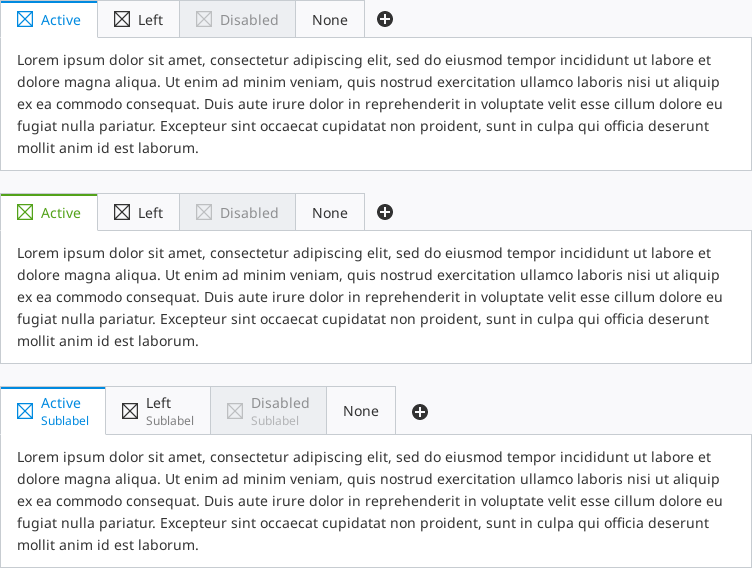 Active Left Disabled None
Lorem ipsum dolor sit amet, consectetur adipiscing elit, sed do eiusmod tempor incididunt ut labore et
dolore magna aliqua. Ut enim ad minim veniam, quis nostrud exercitation ullamco laboris nisi ut aliquip
ex ea commodo consequat. Duis aute irure dolor in reprehenderit in voluptate velit esse cillum dolore eu
fugiat nulla pariatur. Excepteur sint occaecat cupidatat non proident, sunt in culpa qui officia deserunt
mollit anim id est laborum.
Active Left Disabled None
Lorem ipsum dolor sit amet, consectetur adipiscing elit, sed do eiusmod tempor incididunt ut labore et
dolore magna aliqua. Ut enim ad minim veniam, quis nostrud exercitation ullamco laboris nisi ut aliquip
ex ea commodo consequat. Duis aute irure dolor in reprehenderit in voluptate velit esse cillum dolore eu
fugiat nulla pariatur. Excepteur sint occaecat cupidatat non proident, sunt in culpa qui officia deserunt
mollit anim id est laborum.
Active Left Disabled None
Sublabel Sublabel Sublabel
Lorem ipsum dolor sit amet, consectetur adipiscing elit, sed do eiusmod tempor incididunt ut labore et
dolore magna aliqua. Ut enim ad minim veniam, quis nostrud exercitation ullamco laboris nisi ut aliquip
ex ea commodo consequat. Duis aute irure dolor in reprehenderit in voluptate velit esse cillum dolore eu
fugiat nulla pariatur. Excepteur sint occaecat cupidatat non proident, sunt in culpa qui officia deserunt
mollit anim id est laborum.